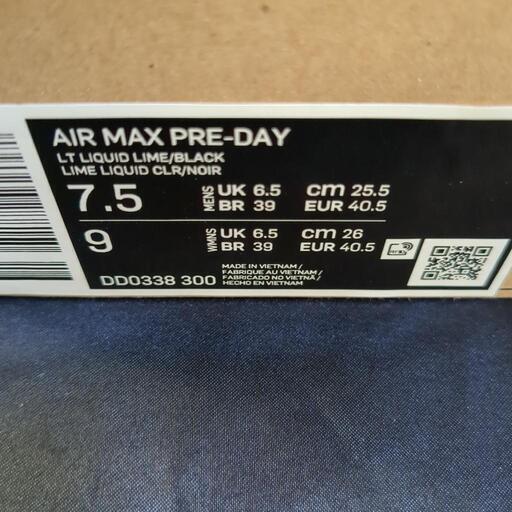 AIR MAX PRE-DAY
LT LIQUID LIME/BLACK
LIME LIQUID CLR/NOIR
7.5 MENS UK 6.5 cm 25.5
BR 39 EUR 40.5
9 WMNS UK 6.5 cm 26
BR 39 EUR 40.5
DD0338 300
MADE IN VIETNAM/
FABRIQUE AU VIETNAM/
FABRICADO NO VIETNÃ/
HECHO EN VIETNAM